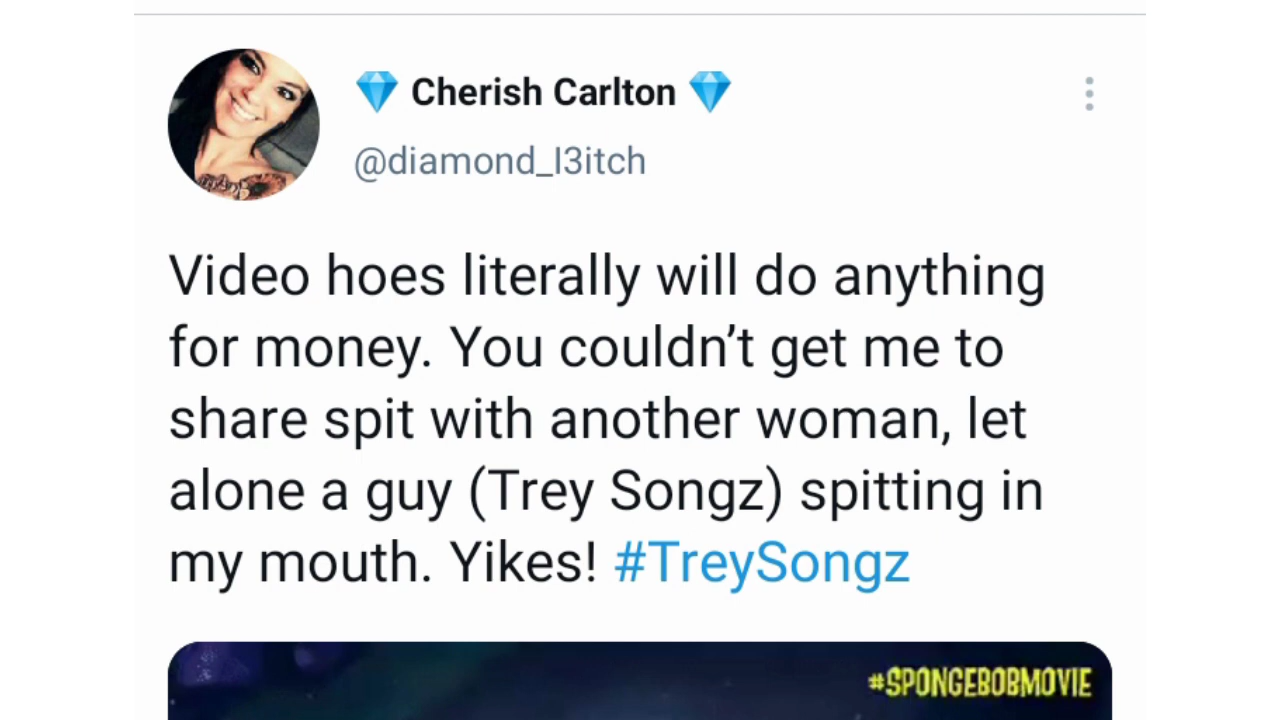 💎 Cherish Carlton 💎
@diamond_l3itch
Video hoes literally will do anything
for money. You couldn’t get me to
share spit with another woman, let
alone a guy (Trey Songz) spitting in
my mouth. Yikes! #TreySongz
#SPONGEBOBMOVIE